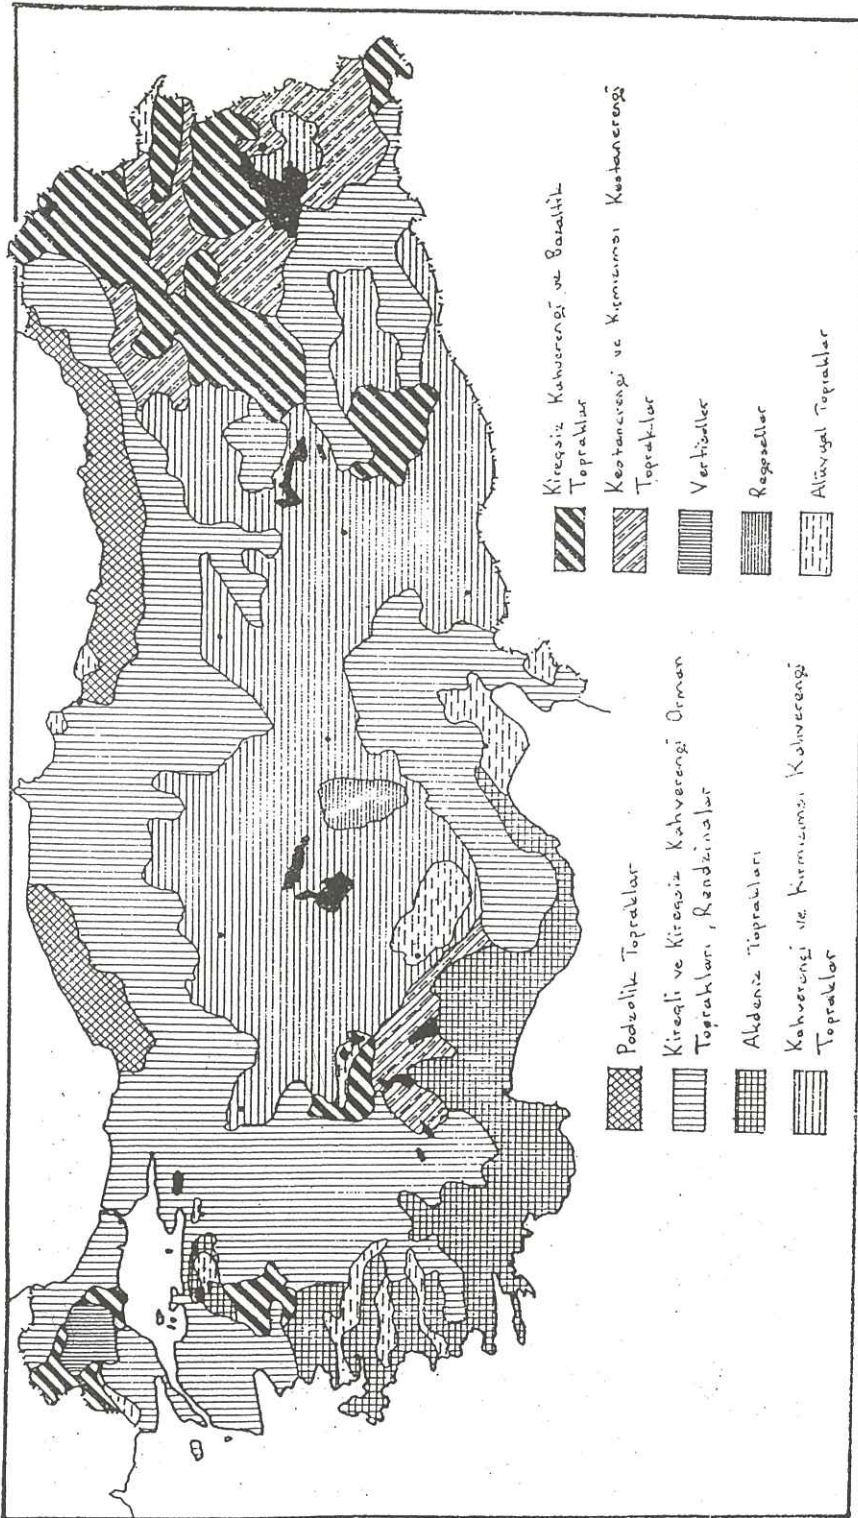 Podzolik Topraklar
Kireçli ve Kireçsiz Kahverengi Orman
Toprakları, Rendzinalar
Akdeniz Toprakları
Kahverengi ve Kırmızımsı Kahverengi
Topraklar
Kireçsiz Kahverengi ve Bazaltik
Topraklar
Kestanerengi ve Kırmızımsı Kestanerengi
Topraklar
Vertisoller
Regosoller
Alüvyal Topraklar